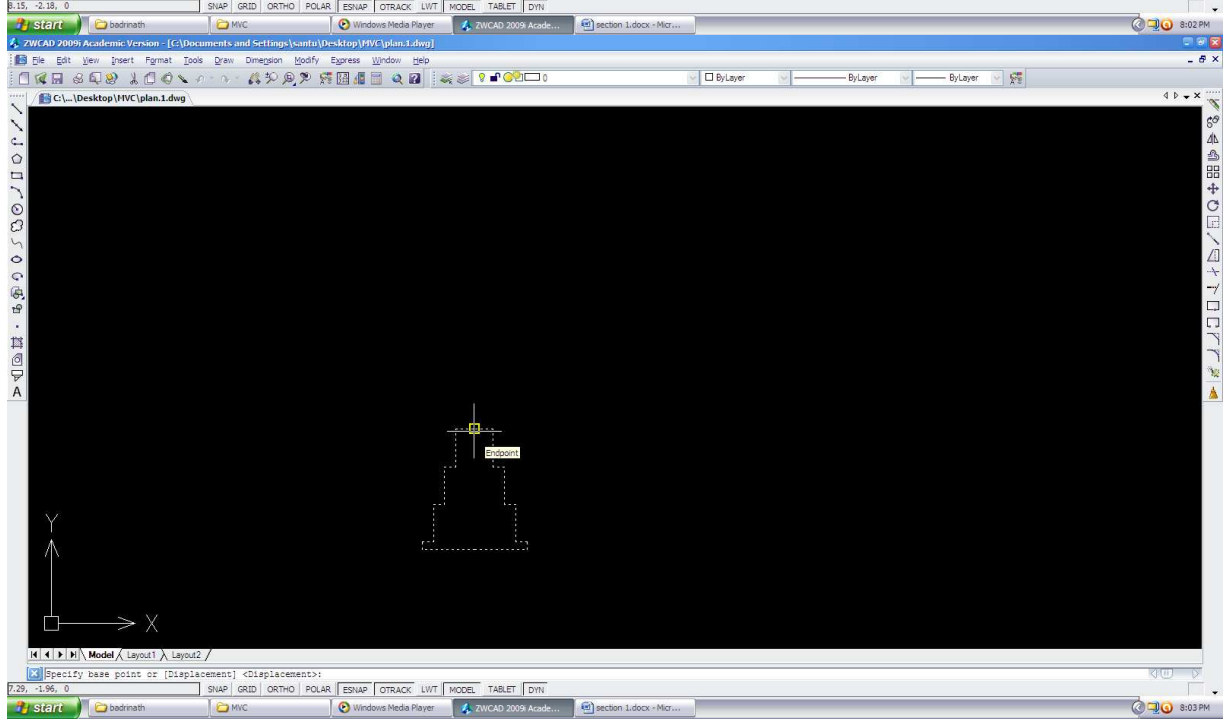 8.15, -2.18, 0 SNAP GRID ORTHO POLAR ESNAP OTRACK LWT MODEL TABLET DYN
start badrinath MVC Windows Media Player ZWCAD 2009i Acade... section 1.docx - Micr... 8:02 PM
ZWCAD 2009i Academic Version - [C:\Documents and Settings\santu\Desktop\MVC\plan.1.dwg]
File Edit View Insert Format Tools Draw Dimension Modify Express Window Help
0 ByLayer ByLayer ByLayer
C:\...\Desktop\MVC\plan.1.dwg
A
Endpoint
Y
X
Model Layout1 Layout2
Specify base point or [Displacement] <Displacement>:
7.29, -1.96, 0 SNAP GRID ORTHO POLAR ESNAP OTRACK LWT MODEL TABLET DYN
start badrinath MVC Windows Media Player ZWCAD 2009i Acade... section 1.docx - Micr... 8:03 PM